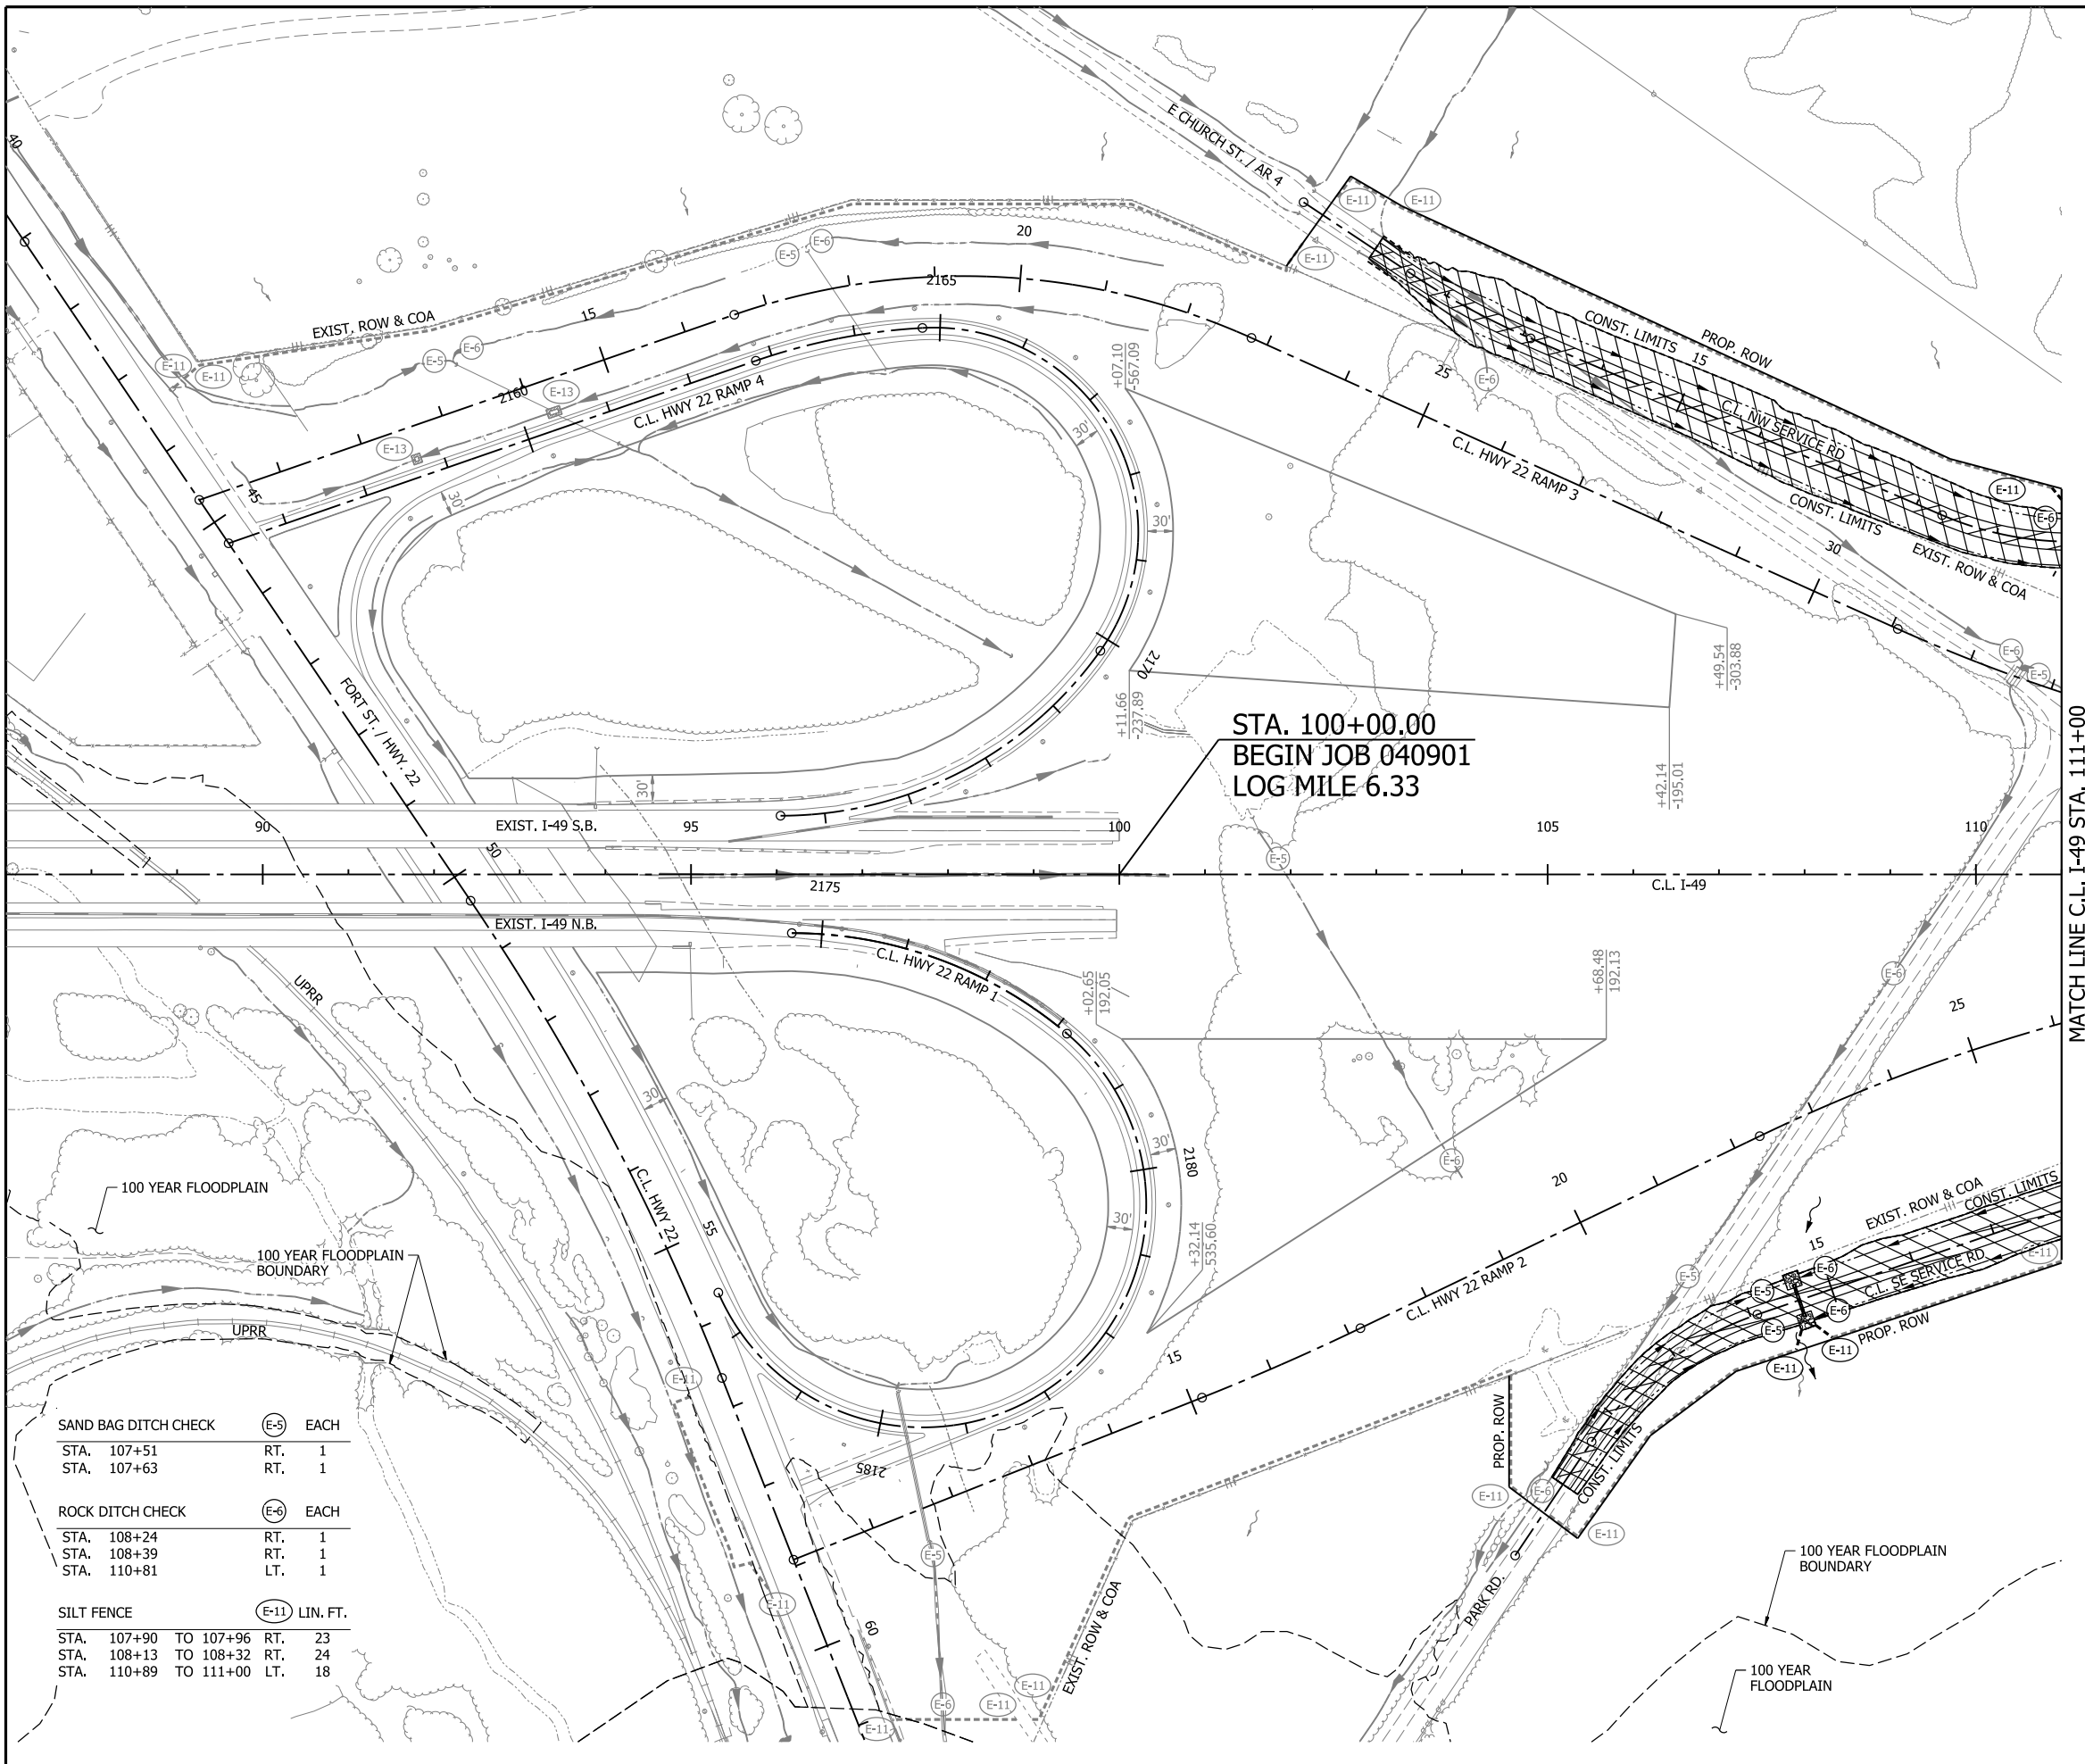 40
E CHURCH ST. / AR 4
E-11
E-11
E-11
20
E-5
E-6
2165
EXIST. ROW & COA
15
E-11
E-11
E-5
E-6
2160
E-13
C.L. HWY 22 RAMP 4
E-13
45
30'
30'
30'
30'
+07.10
-567.09
CONST. LIMITS
15
PROP. ROW
25
E-6
C.L. NW SERVICE RD
C.L. HWY 22 RAMP 3
CONST. LIMITS
E-11
E-6
30
EXIST. ROW & COA
E-6
E-5
+49.54
-303.88
2170
+11.66
-237.89
+42.14
-195.01
FORT ST. / HWY. 22
STA. 100+00.00
BEGIN JOB 040901
LOG MILE 6.33
MATCH LINE C.L. I-49 STA. 111+00
90
EXIST. I-49 S.B.
95
100
105
110
50
E-5
2175
C.L. I-49
EXIST. I-49 N.B.
UPRR
C.L. HWY 22 RAMP 1
+02.65
192.05
+68.48
192.13
E-6
25
30'
30'
30'
2180
E-6
100 YEAR FLOODPLAIN
C.L. HWY 22
55
+32.14
535.60
20
EXIST. ROW & COA
CONST. LIMITS
15
E-11
100 YEAR FLOODPLAIN
BOUNDARY
E-5
E-5
E-6
C.L. SE SERVICE RD
C.L. HWY 22 RAMP 2
E-6
E-5
PROP. ROW
E-11
E-11
UPRR
15
E-11
PROP. ROW
CONST. LIMITS
2185
E-11
E-6
E-11
SAND BAG DITCH CHECK E-5 EACH
STA. 107+51 RT. 1
STA. 107+63 RT. 1
ROCK DITCH CHECK E-6 EACH
STA. 108+24 RT. 1
STA. 108+39 RT. 1
STA. 110+81 LT. 1
SILT FENCE E-11 LIN. FT.
STA. 107+90 TO 107+96 RT. 23
STA. 108+13 TO 108+32 RT. 24
STA. 110+89 TO 111+00 LT. 18
E-5
E-11
60
EXIST. ROW & COA
PARK RD.
100 YEAR FLOODPLAIN
BOUNDARY
E-11
E-6
E-11
E-11
100 YEAR
FLOODPLAIN